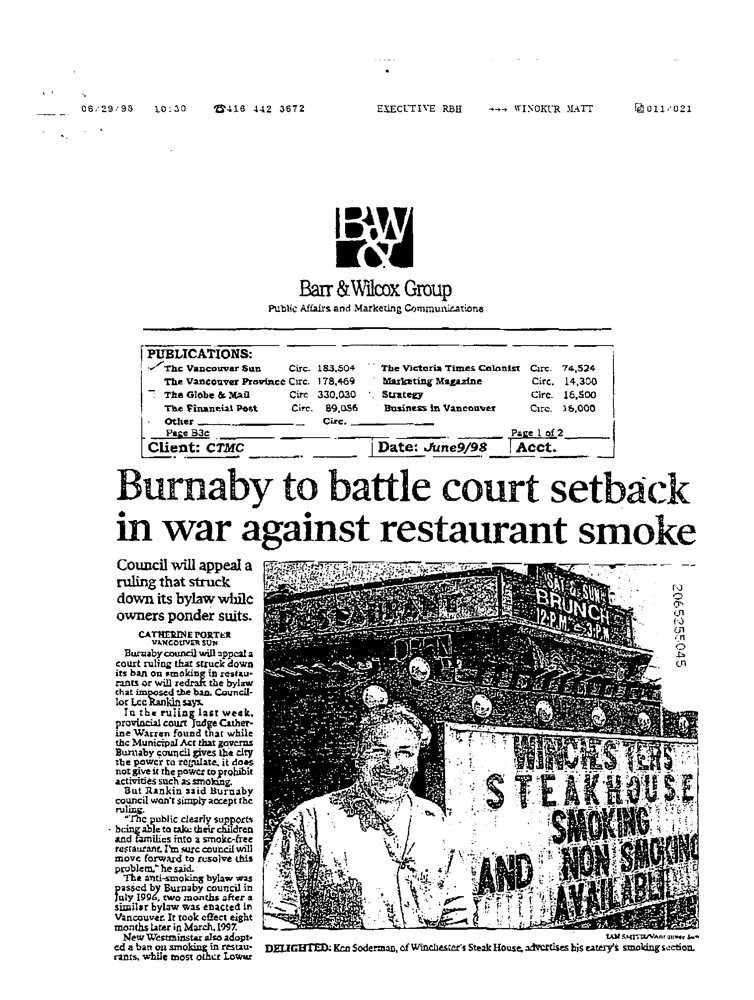 06/29/98 10:30 ☎416 442 3672 EXECUTIVE RBH →→→ WINOKUR MATT 011/021
B&W
Barr & Wilcox Group
Public Affairs and Marketing Communications
PUBLICATIONS:
The Vancouver Sun Circ. 183,504 The Victoria Times Colonist Circ. 74,524
The Vancouver Province Circ. 178,469 Marketing Magazine Circ. 14,300
The Globe & Mail Circ 330,030 Strategy Circ. 16,500
The Financial Post Circ. 89,056 Business in Vancouver Circ. 16,000
Other Circ.
Page B3c Page 1 of 2
Client: CTMC Date: June9/98 Acct.
Burnaby to battle court setback
in war against restaurant smoke
Council will appeal a
ruling that struck
down its bylaw while
owners ponder suits.
CATHERINE PORTER
VANCOUVER SUN
Burnaby council will appeal a
court ruling that struck down
its ban on smoking in restau-
rants or will redraft the bylaw
that imposed the ban, Council-
lor Lee Rankin says.
In the ruling last week,
provincial court Judge Cather-
ine Warren found that while
the Municipal Act that governs
Burnaby council gives the city
the power to regulate, it does
not give it the power to prohibit
activities such as smoking.
But Rankin said Burnaby
council won't simply accept the
ruling.
"The public clearly supports
being able to take their children
and families into a smoke-free
restaurant. I'm sure council will
move forward to resolve this
problem," he said.
The anti-smoking bylaw was
passed by Burnaby council in
July 1996, two months after a
similar bylaw was enacted in
Vancouver. It took effect eight
months later in March, 1997.
New Westminster also adopt-
ed a ban on smoking in restau-
rants, while most other Lower
RESTAURANT
OPEN
SAT & SUN
BRUNCH
12 P.M - 3 P.M
WINCHESTERS
STEAKHOUSE
SMOKING
AND NON SMOKING
AVAILABLE
2065255045
IAN SMITH/Vancouver Sun
DELIGHTED: Ken Soderman, of Winchester's Steak House, advertises his eatery's smoking section.